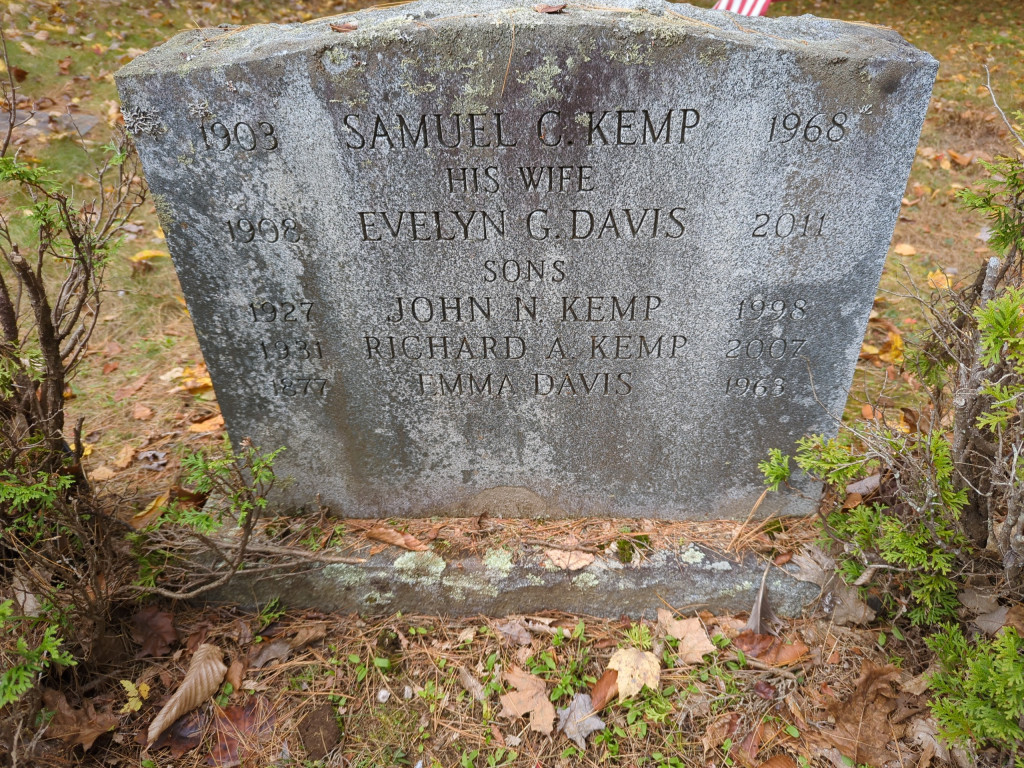 1903 SAMUEL C. KEMP 1968
HIS WIFE
1908 EVELYN G. DAVIS 2011
SONS
1927 JOHN N. KEMP 1998
1931 RICHARD A. KEMP 2007
1877 EMMA DAVIS 1963